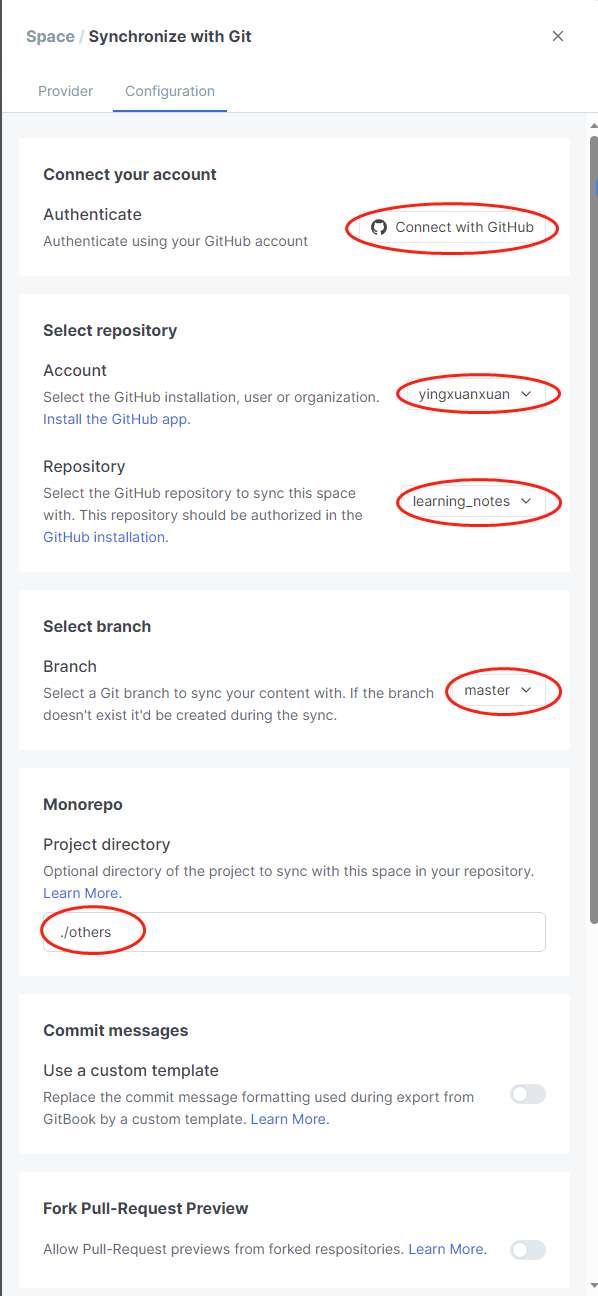 Space / Synchronize with Git
Provider Configuration
Connect your account
Authenticate
Authenticate using your GitHub account
Connect with GitHub
Select repository
Account
Select the GitHub installation, user or organization.
Install the GitHub app.
yingxuanxuan
Repository
Select the GitHub repository to sync this space
with. This repository should be authorized in the
GitHub installation.
learning_notes
Select branch
Branch
Select a Git branch to sync your content with. If the branch
doesn't exist it'd be created during the sync.
master
Monorepo
Project directory
Optional directory of the project to sync with this space in your repository.
Learn More.
./others
Commit messages
Use a custom template
Replace the commit message formatting used during export from
GitBook by a custom template. Learn More.
Fork Pull-Request Preview
Allow Pull-Request previews from forked respositories. Learn More.